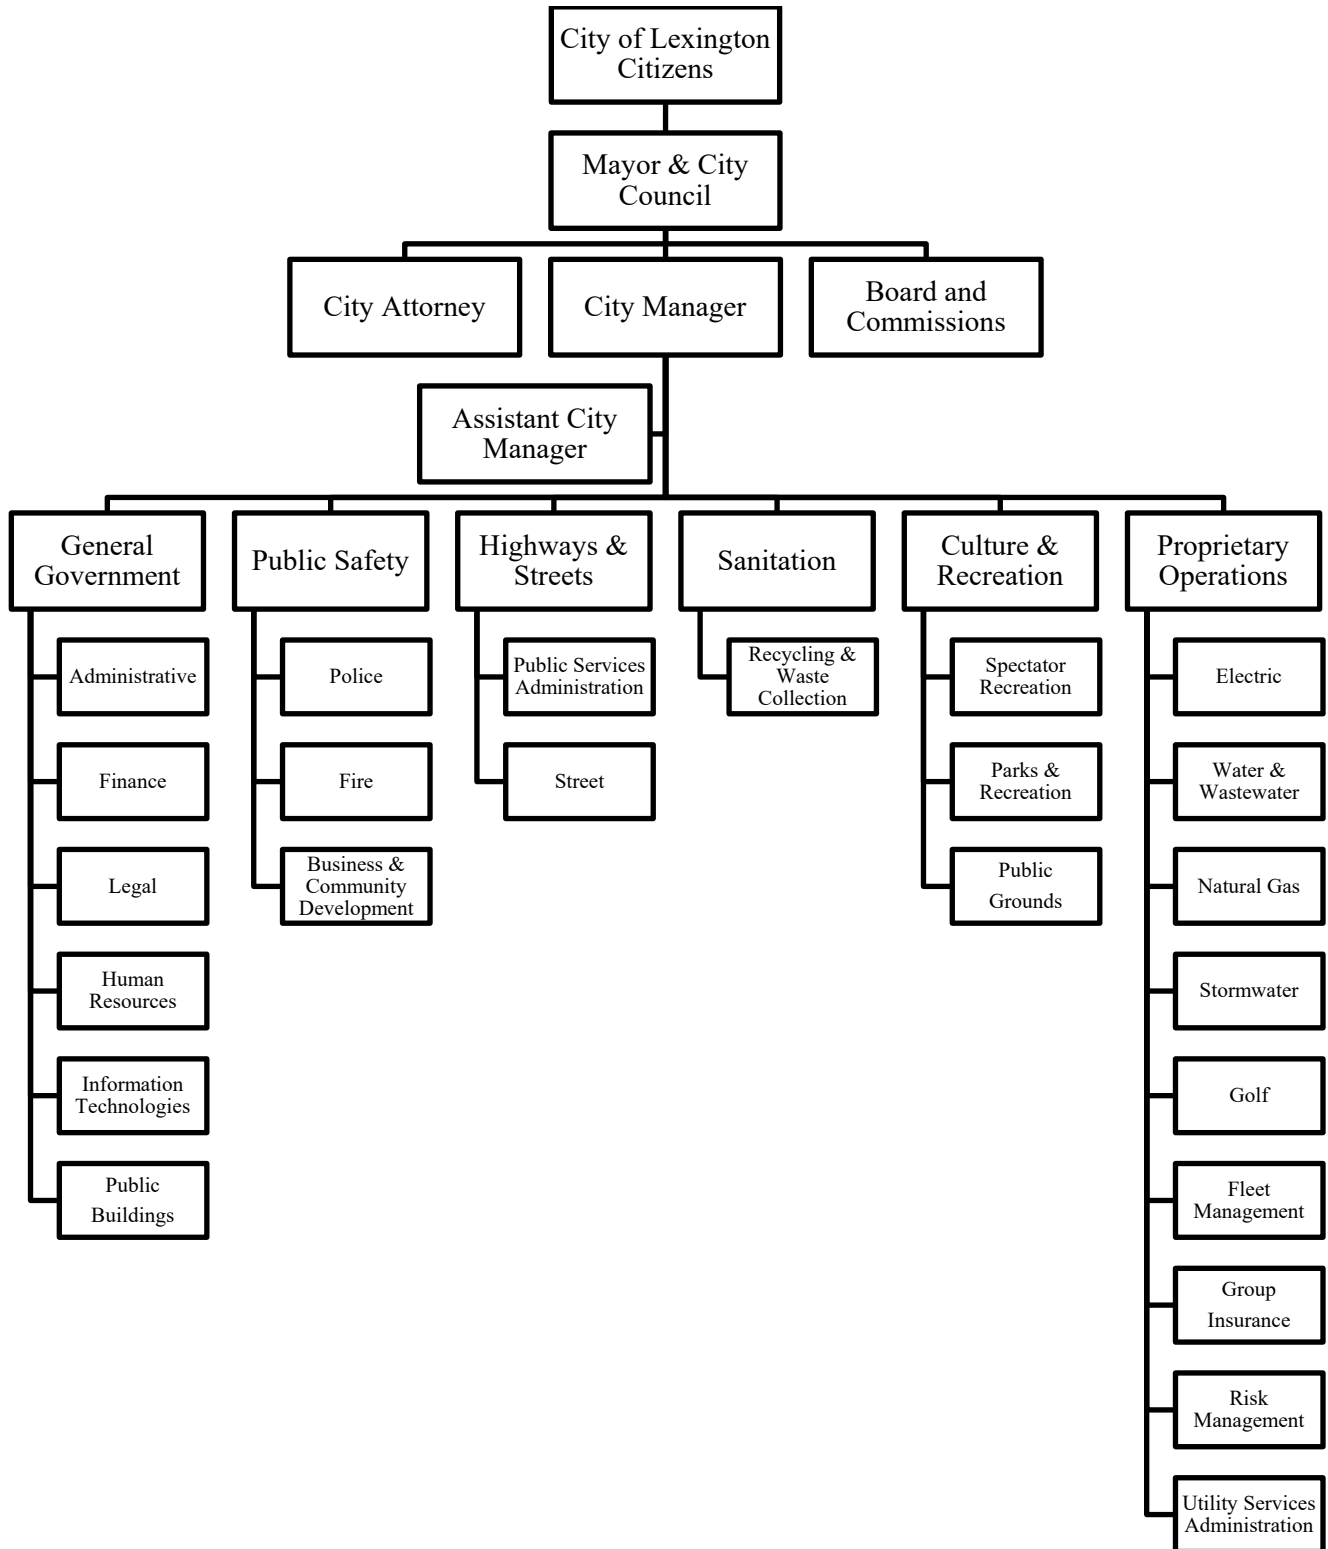 City of Lexington
Citizens
Mayor & City
Council
City Attorney
City Manager
Board and
Commissions
Assistant City
Manager
General
Government
Public Safety
Highways &
Streets
Sanitation
Culture &
Recreation
Proprietary
Operations
Administrative
Finance
Legal
Human
Resources
Information
Technologies
Public
Buildings
Police
Fire
Business &
Community
Development
Public Services
Administration
Street
Recycling &
Waste
Collection
Spectator
Recreation
Parks &
Recreation
Public
Grounds
Electric
Water &
Wastewater
Natural Gas
Stormwater
Golf
Fleet
Management
Group
Insurance
Risk
Management
Utility Services
Administration